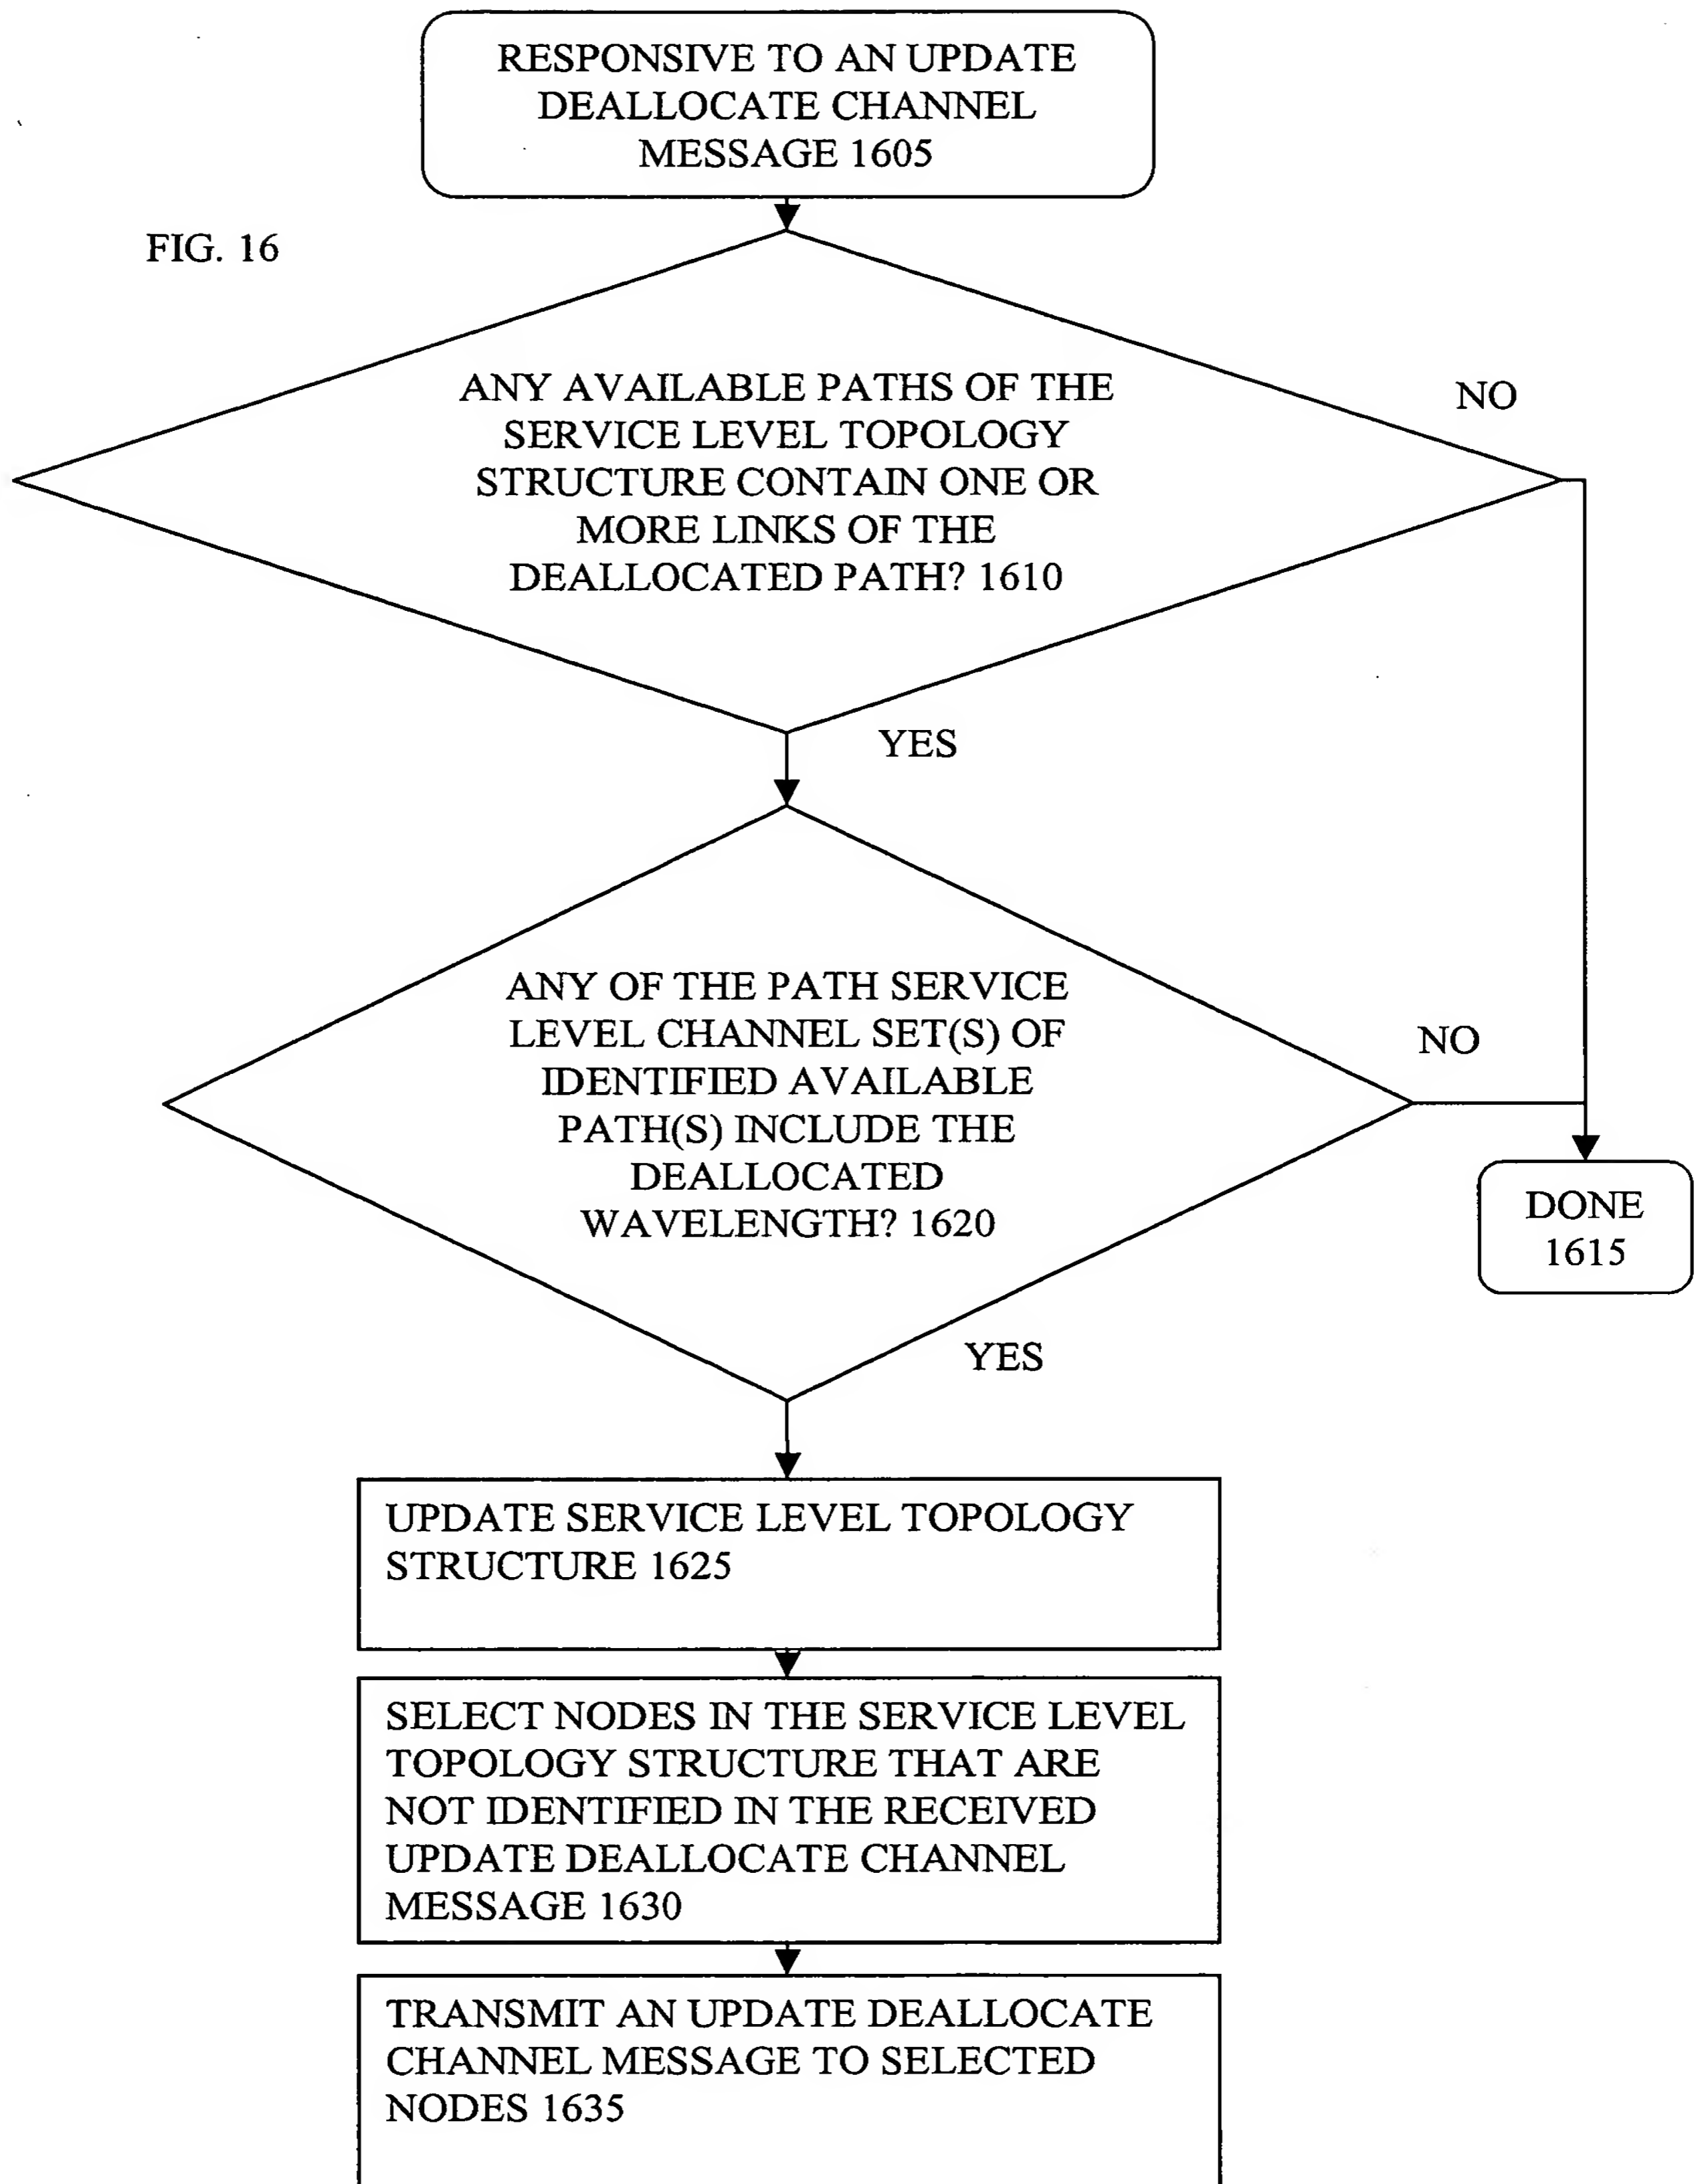 RESPONSIVE TO AN UPDATE
DEALLOCATE CHANNEL
MESSAGE 1605
FIG. 16
ANY AVAILABLE PATHS OF THE
SERVICE LEVEL TOPOLOGY
STRUCTURE CONTAIN ONE OR
MORE LINKS OF THE
DEALLOCATED PATH? 1610
NO
YES
ANY OF THE PATH SERVICE
LEVEL CHANNEL SET(S) OF
IDENTIFIED AVAILABLE
PATH(S) INCLUDE THE
DEALLOCATED
WAVELENGTH? 1620
NO
DONE
1615
YES
UPDATE SERVICE LEVEL TOPOLOGY
STRUCTURE 1625
SELECT NODES IN THE SERVICE LEVEL
TOPOLOGY STRUCTURE THAT ARE
NOT IDENTIFIED IN THE RECEIVED
UPDATE DEALLOCATE CHANNEL
MESSAGE 1630
TRANSMIT AN UPDATE DEALLOCATE
CHANNEL MESSAGE TO SELECTED
NODES 1635